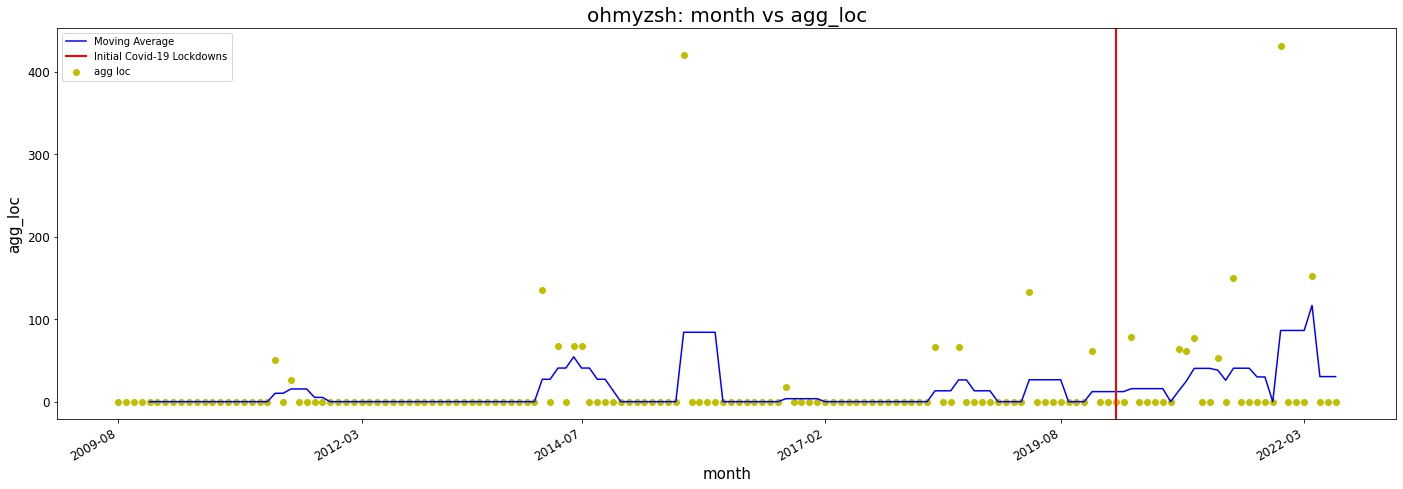 ohmyzsh: month vs agg_loc
Moving Average
Initial Covid-19 Lockdowns
agg loc
agg_loc
400
300
200
100
0
2009-08
2012-03
2014-07
2017-02
2019-08
2022-03
month